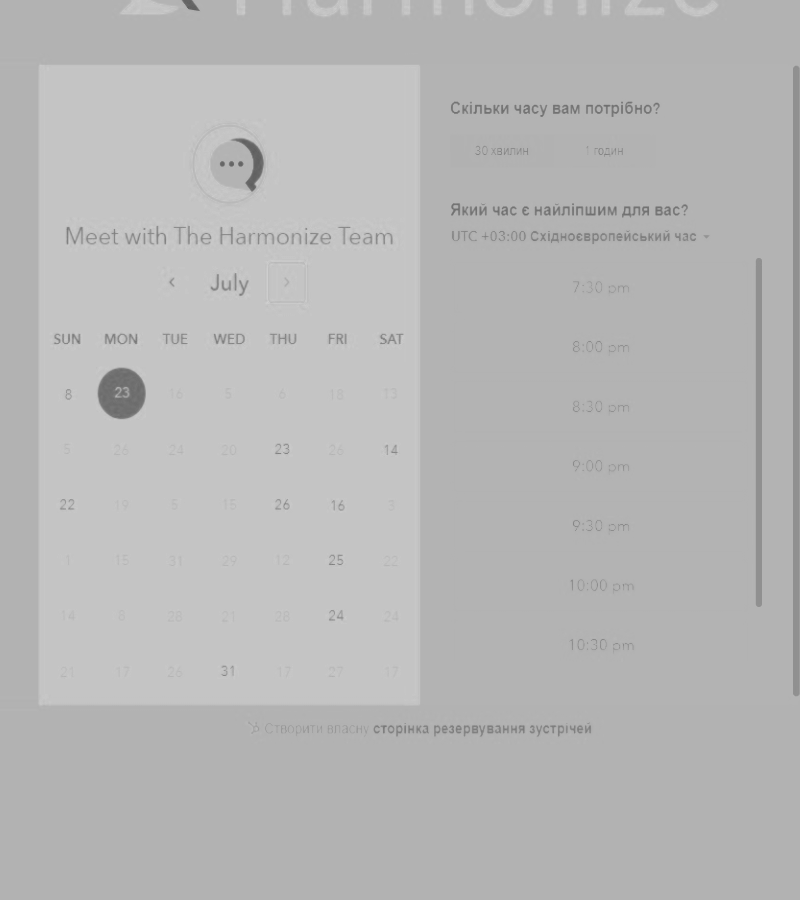 Harmonize
Meet with The Harmonize Team
July
SUN MON TUE WED THU FRI SAT
8 23 16 5 6 18 13
5 26 24 20 23 26 14
22 19 5 15 26 16 3
1 15 31 29 12 25 22
14 8 28 21 28 24 24
21 17 26 31 17 27 17
Скільки часу вам потрібно?
30 хвилин 1 годин
Який час є найліпшим для вас?
UTC +03:00 Східноєвропейський час
7:30 pm
8:00 pm
8:30 pm
9:00 pm
9:30 pm
10:00 pm
10:30 pm
Створити власну сторінка резервування зустрічей